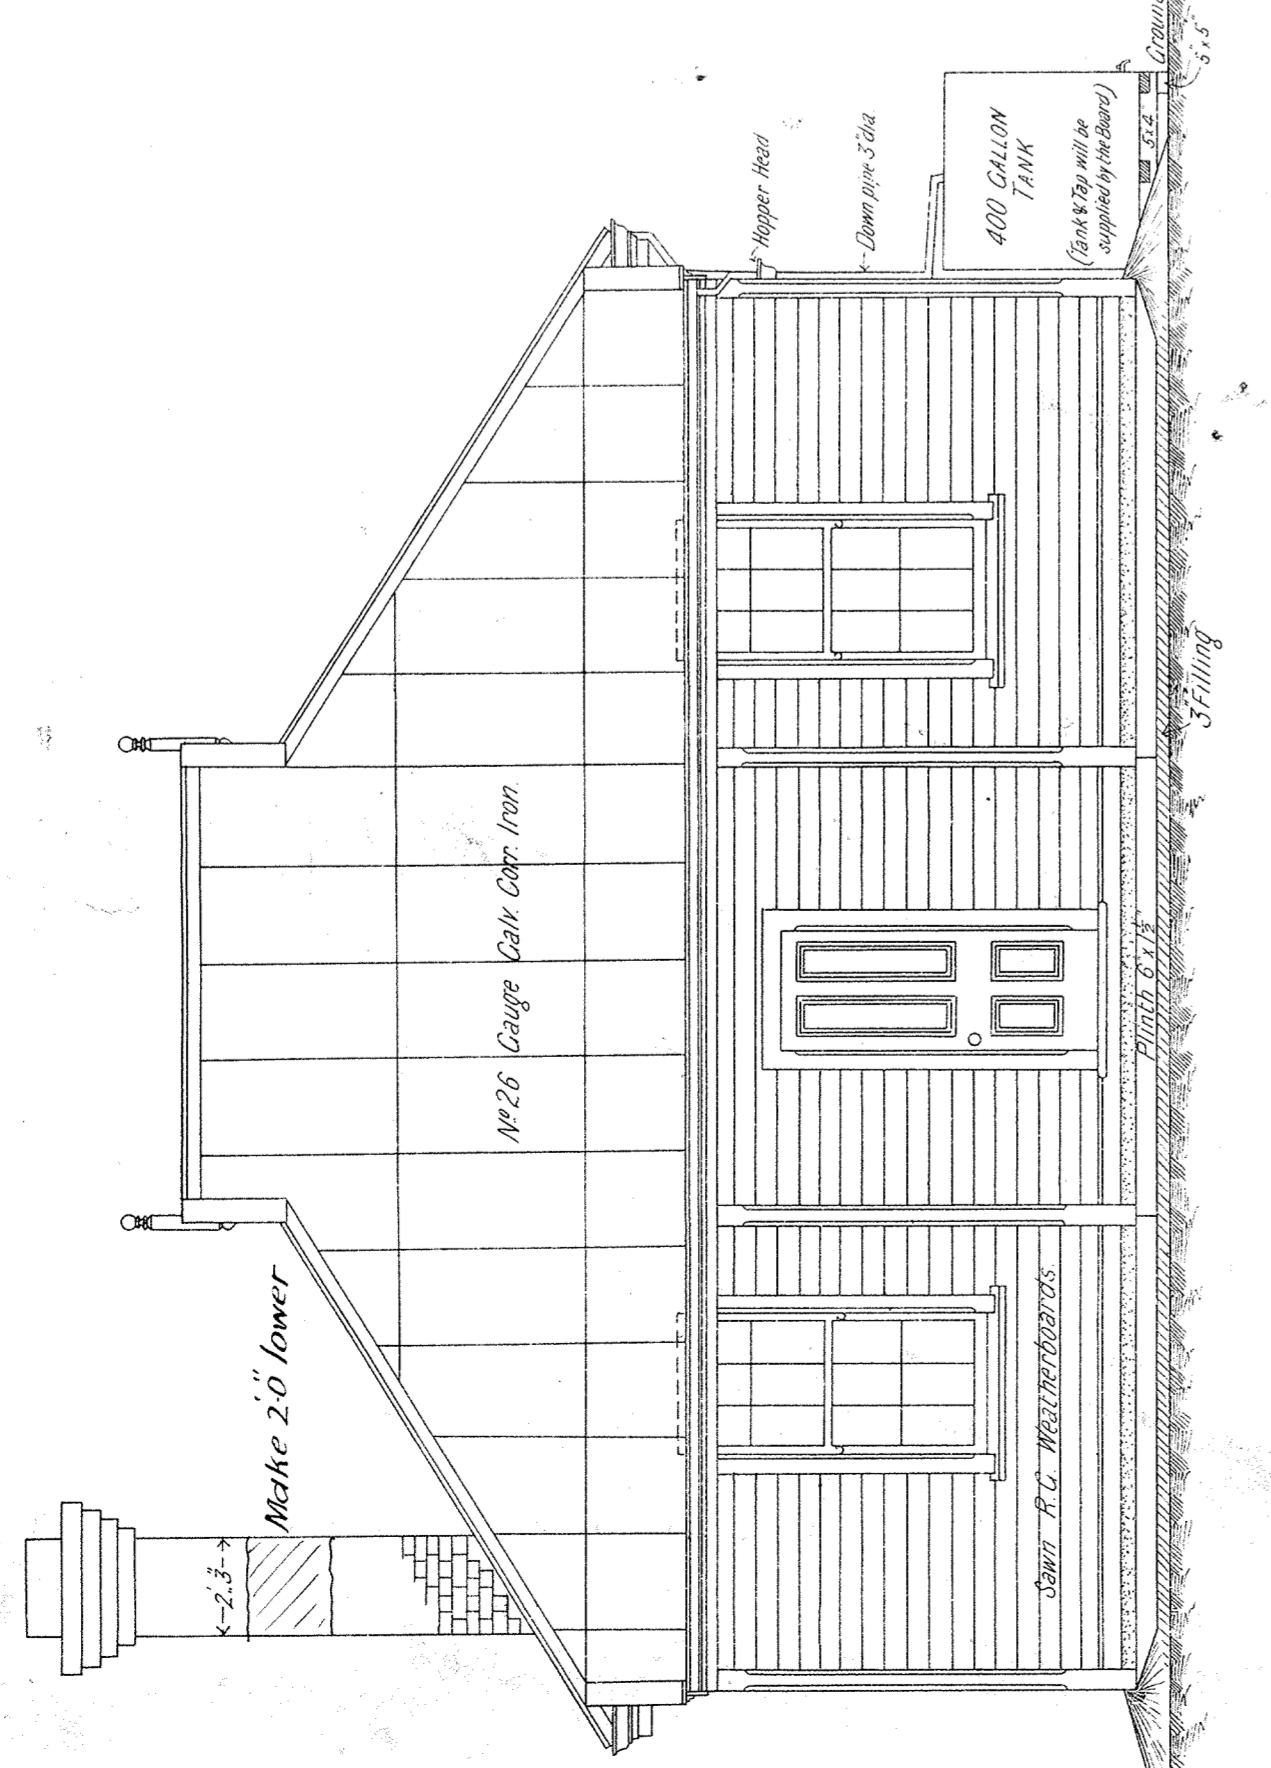 Make 2'.0" lower
←2'.3"→
Nº 26 Gauge Galv. Corr. Iron.
←Hopper Head
←Down pipe 3" dia.
400 GALLON
TANK
(Tank & Tap will be
supplied by the Board)
5 x 4
Ground
5" x 5"
Sawn R.G. Weatherboards.
Plinth 6 x 1½"
3" Filling